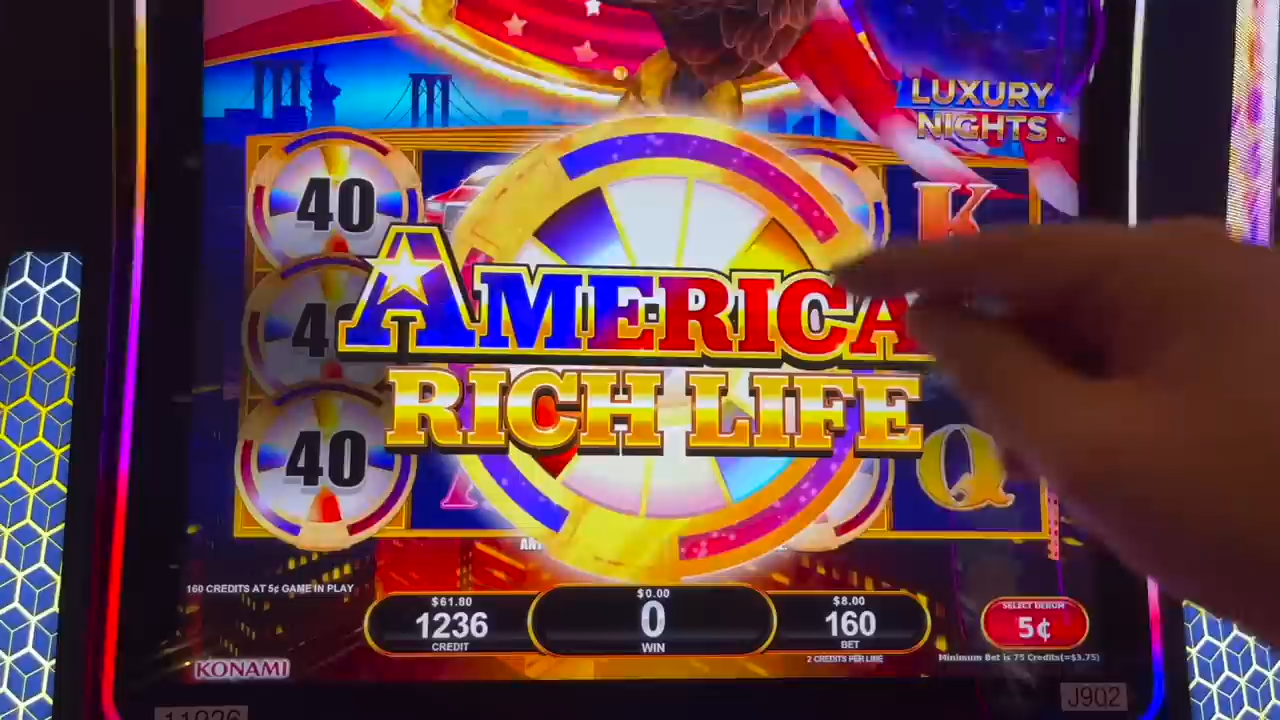 LUXURY
NIGHTS™
40
K
AMERICA
RICH LIFE
40
Q
160 CREDITS AT 5¢ GAME IN PLAY
$61.80
1236
CREDIT
$0.00
0
WIN
$8.00
160
BET
2 CREDITS PER LINE
SELECT DENOM
5¢
Minimum Bet is 75 Credits(=$3.75)
KONAMI
J902